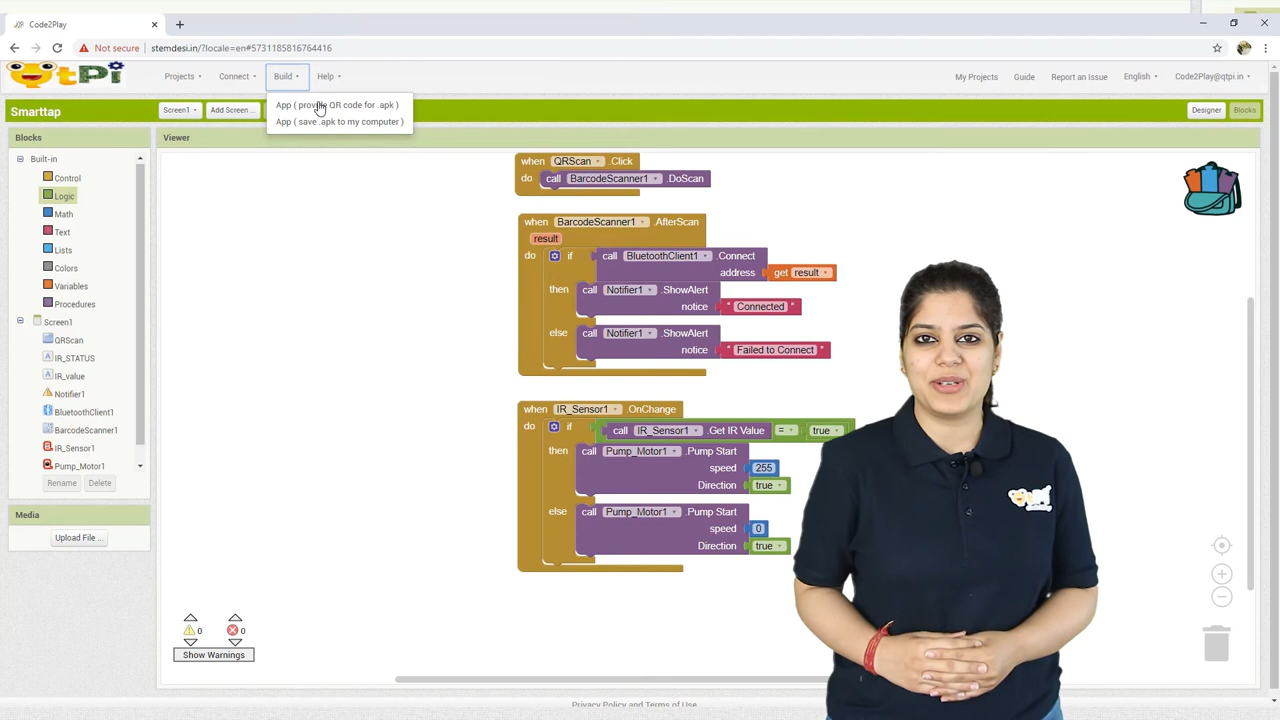 Code2Play
Not secure
stemdesi.in/?locale=en#5731185816764416
QtPi
Projects
Connect
Build
Help
My Projects
Guide
Report an Issue
English
Code2Play@qtpi.in
Smarttap
Screen1
Add Screen ...
Designer
Blocks
App ( provide QR code for .apk )
App ( save .apk to my computer )
Blocks
Viewer
Built-in
Control
Logic
Math
Text
Lists
Colors
Variables
Procedures
Screen1
QRScan
IR_STATUS
IR_value
Notifier1
BluetoothClient1
BarcodeScanner1
IR_Sensor1
Pump_Motor1
Rename
Delete
Media
Upload File ...
when QRScan .Click
do call BarcodeScanner1 .DoScan
when BarcodeScanner1 .AfterScan
result
do if call BluetoothClient1 .Connect
address get result
then call Notifier1 .ShowAlert
notice " Connected "
else call Notifier1 .ShowAlert
notice " Failed to Connect "
when IR_Sensor1 .OnChange
do if call IR_Sensor1 .Get IR Value = true
then call Pump_Motor1 .Pump Start
speed 255
Direction true
else call Pump_Motor1 .Pump Start
speed 0
Direction true
0
0
Show Warnings
Privacy Policy and Terms of Use